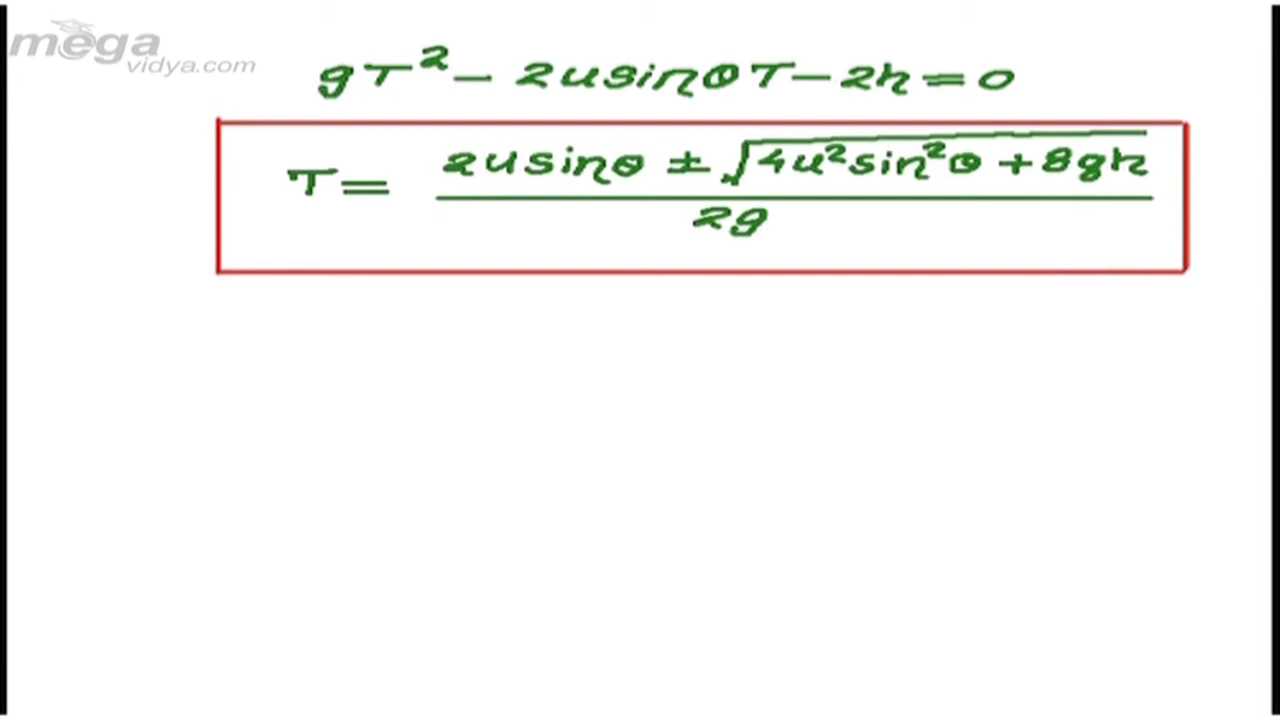 mega
vidya.com
gT² - 2usinθT - 2h = 0
T = (2usinθ ± √(4u²sin²θ + 8gh)) / 2g